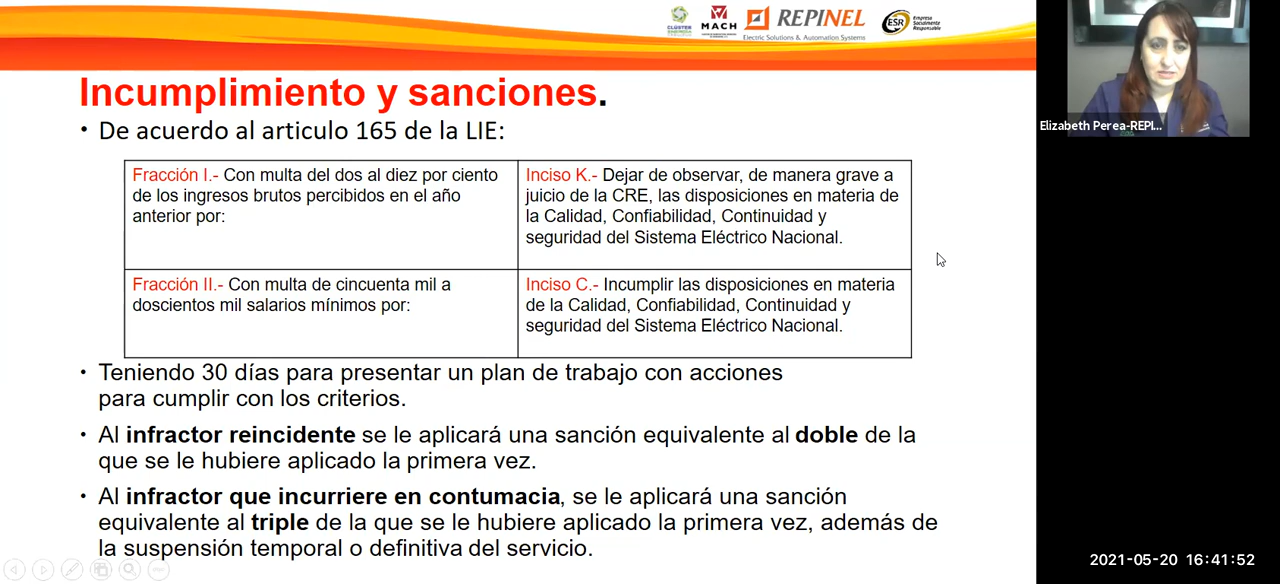 MACH
REPINEL
Electric Solutions & Automation Systems
ESR
Empresa
Socialmente
Responsable
Elizabeth Perea-REPI...
Incumplimiento y sanciones.
• De acuerdo al articulo 165 de la LIE:
Fracción I.- Con multa del dos al diez por ciento
de los ingresos brutos percibidos en el año
anterior por:
Inciso K.- Dejar de observar, de manera grave a
juicio de la CRE, las disposiciones en materia de
la Calidad, Confiabilidad, Continuidad y
seguridad del Sistema Eléctrico Nacional.
Fracción II.- Con multa de cincuenta mil a
doscientos mil salarios mínimos por:
Inciso C.- Incumplir las disposiciones en materia
de la Calidad, Confiabilidad, Continuidad y
seguridad del Sistema Eléctrico Nacional.
• Teniendo 30 días para presentar un plan de trabajo con acciones
para cumplir con los criterios.
• Al infractor reincidente se le aplicará una sanción equivalente al doble de la
que se le hubiere aplicado la primera vez.
• Al infractor que incurriere en contumacia, se le aplicará una sanción
equivalente al triple de la que se le hubiere aplicado la primera vez, además de
la suspensión temporal o definitiva del servicio.
2021-05-20 16:41:52